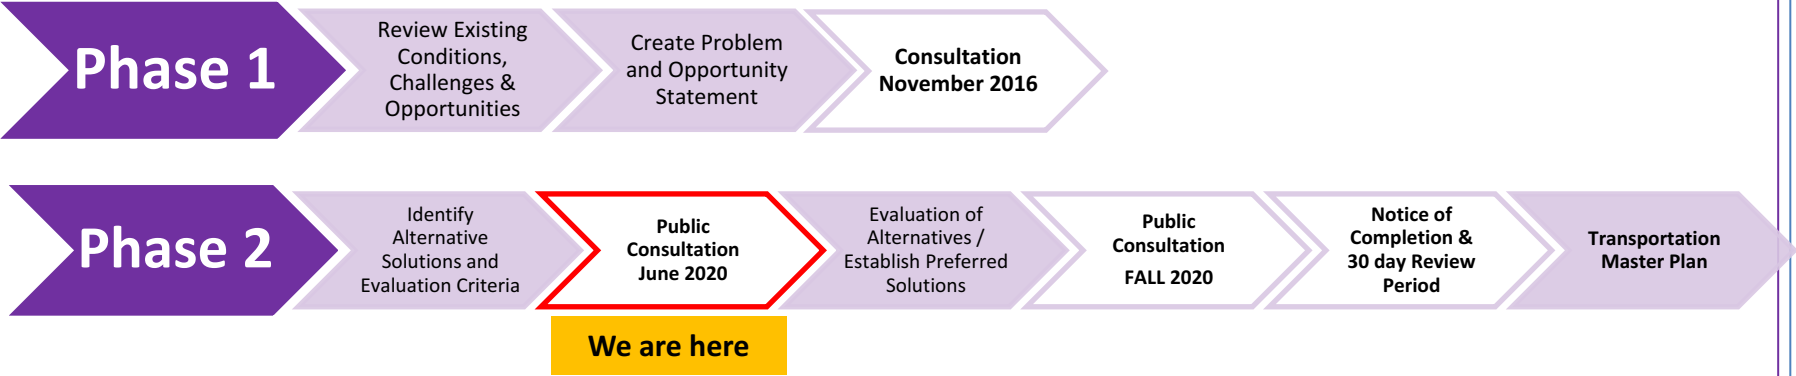 Phase 1
Review Existing
Conditions,
Challenges &
Opportunities
Create Problem
and Opportunity
Statement
Consultation
November 2016
Phase 2
Identify
Alternative
Solutions and
Evaluation Criteria
Public
Consultation
June 2020
Evaluation of
Alternatives /
Establish Preferred
Solutions
Public
Consultation
FALL 2020
Notice of
Completion &
30 day Review
Period
Transportation
Master Plan
We are here